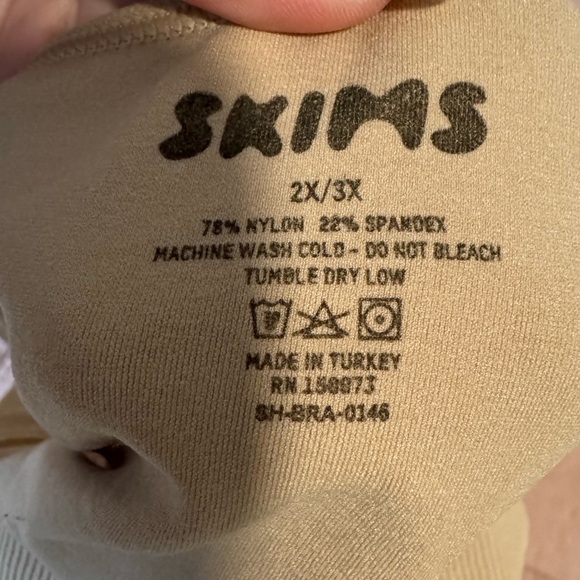 SKIMS
2X/3X
78% NYLON 22% SPANDEX
MACHINE WASH COLD - DO NOT BLEACH
TUMBLE DRY LOW
MADE IN TURKEY
RN
SH-BRA-0146